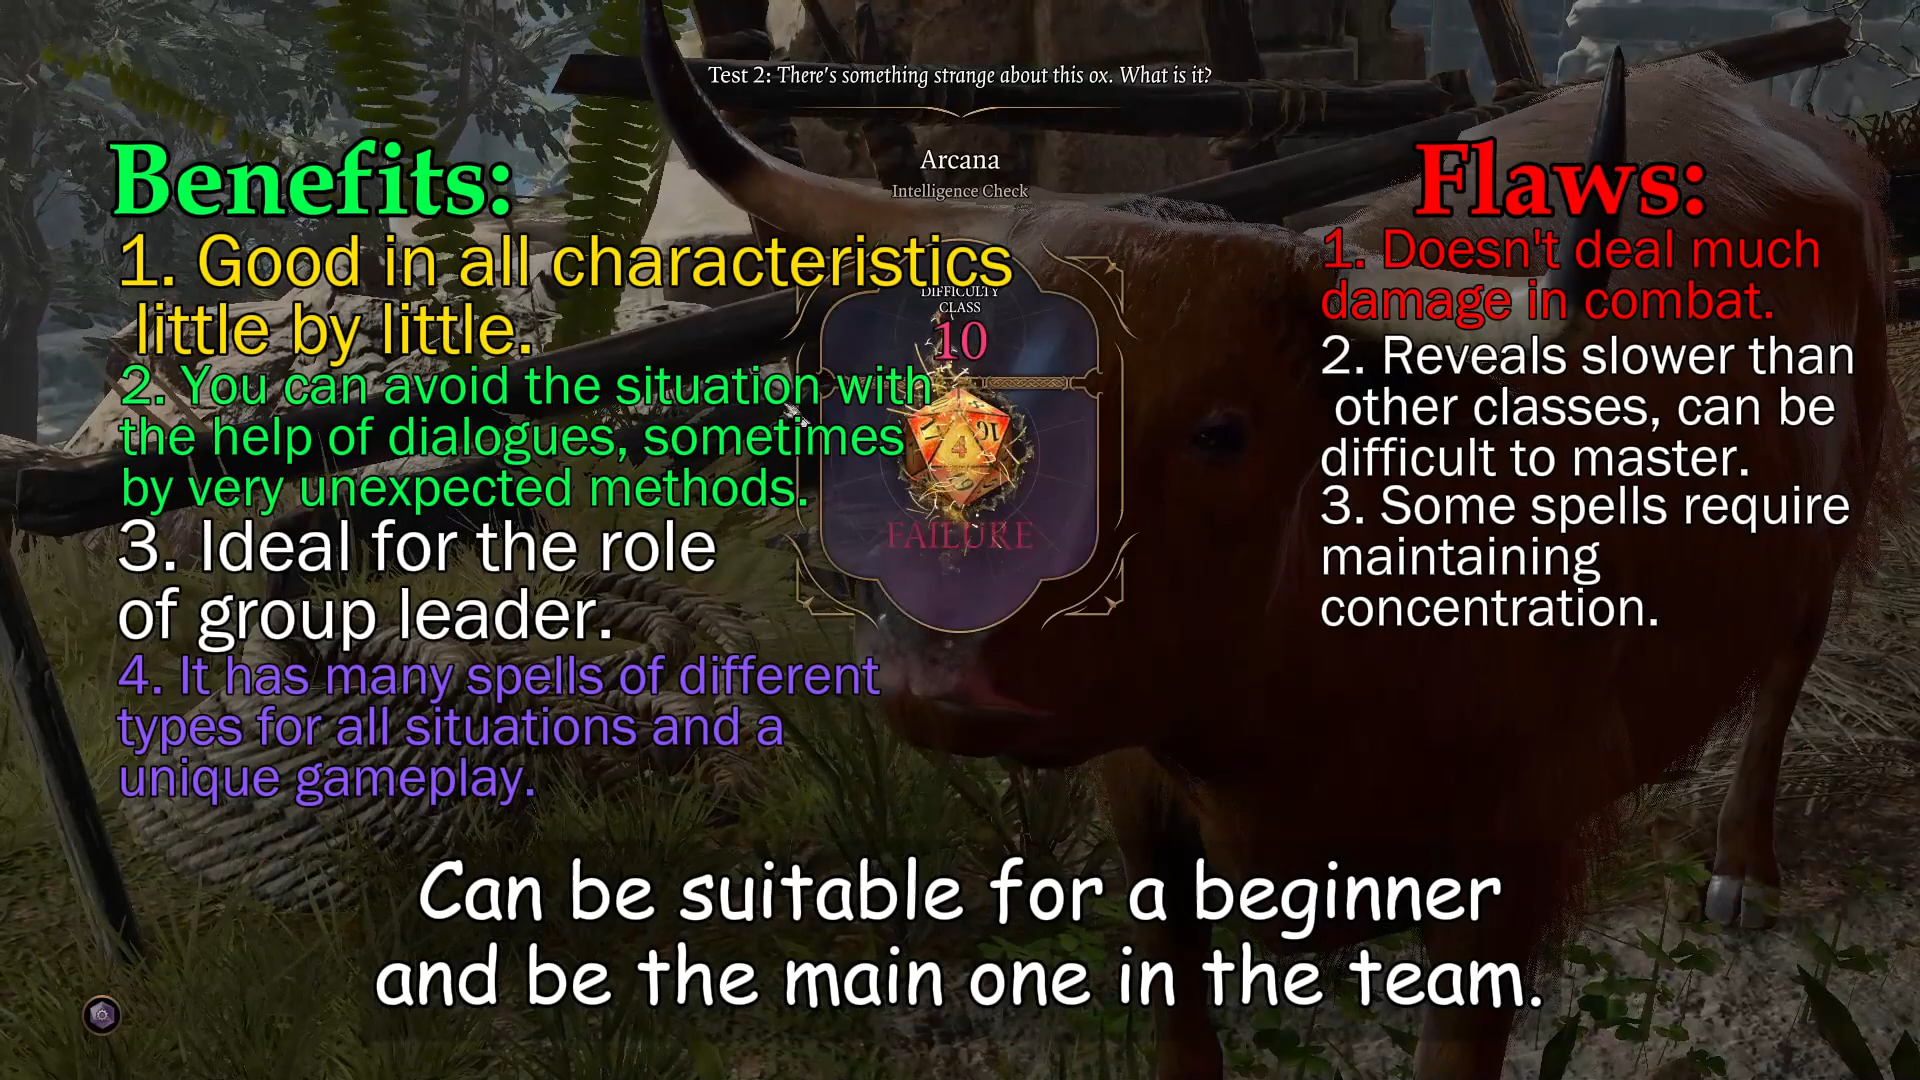 Test 2: There's something strange about this ox. What is it?
Arcana
Intelligence Check
DIFFICULTY
CLASS
10
4
FAILURE
Benefits:
1. Good in all characteristics
little by little.
2. You can avoid the situation with
the help of dialogues, sometimes
by very unexpected methods.
3. Ideal for the role
of group leader.
4. It has many spells of different
types for all situations and a
unique gameplay.
Flaws:
1. Doesn't deal much
damage in combat.
2. Reveals slower than
other classes, can be
difficult to master.
3. Some spells require
maintaining
concentration.
Can be suitable for a beginner
and be the main one in the team.